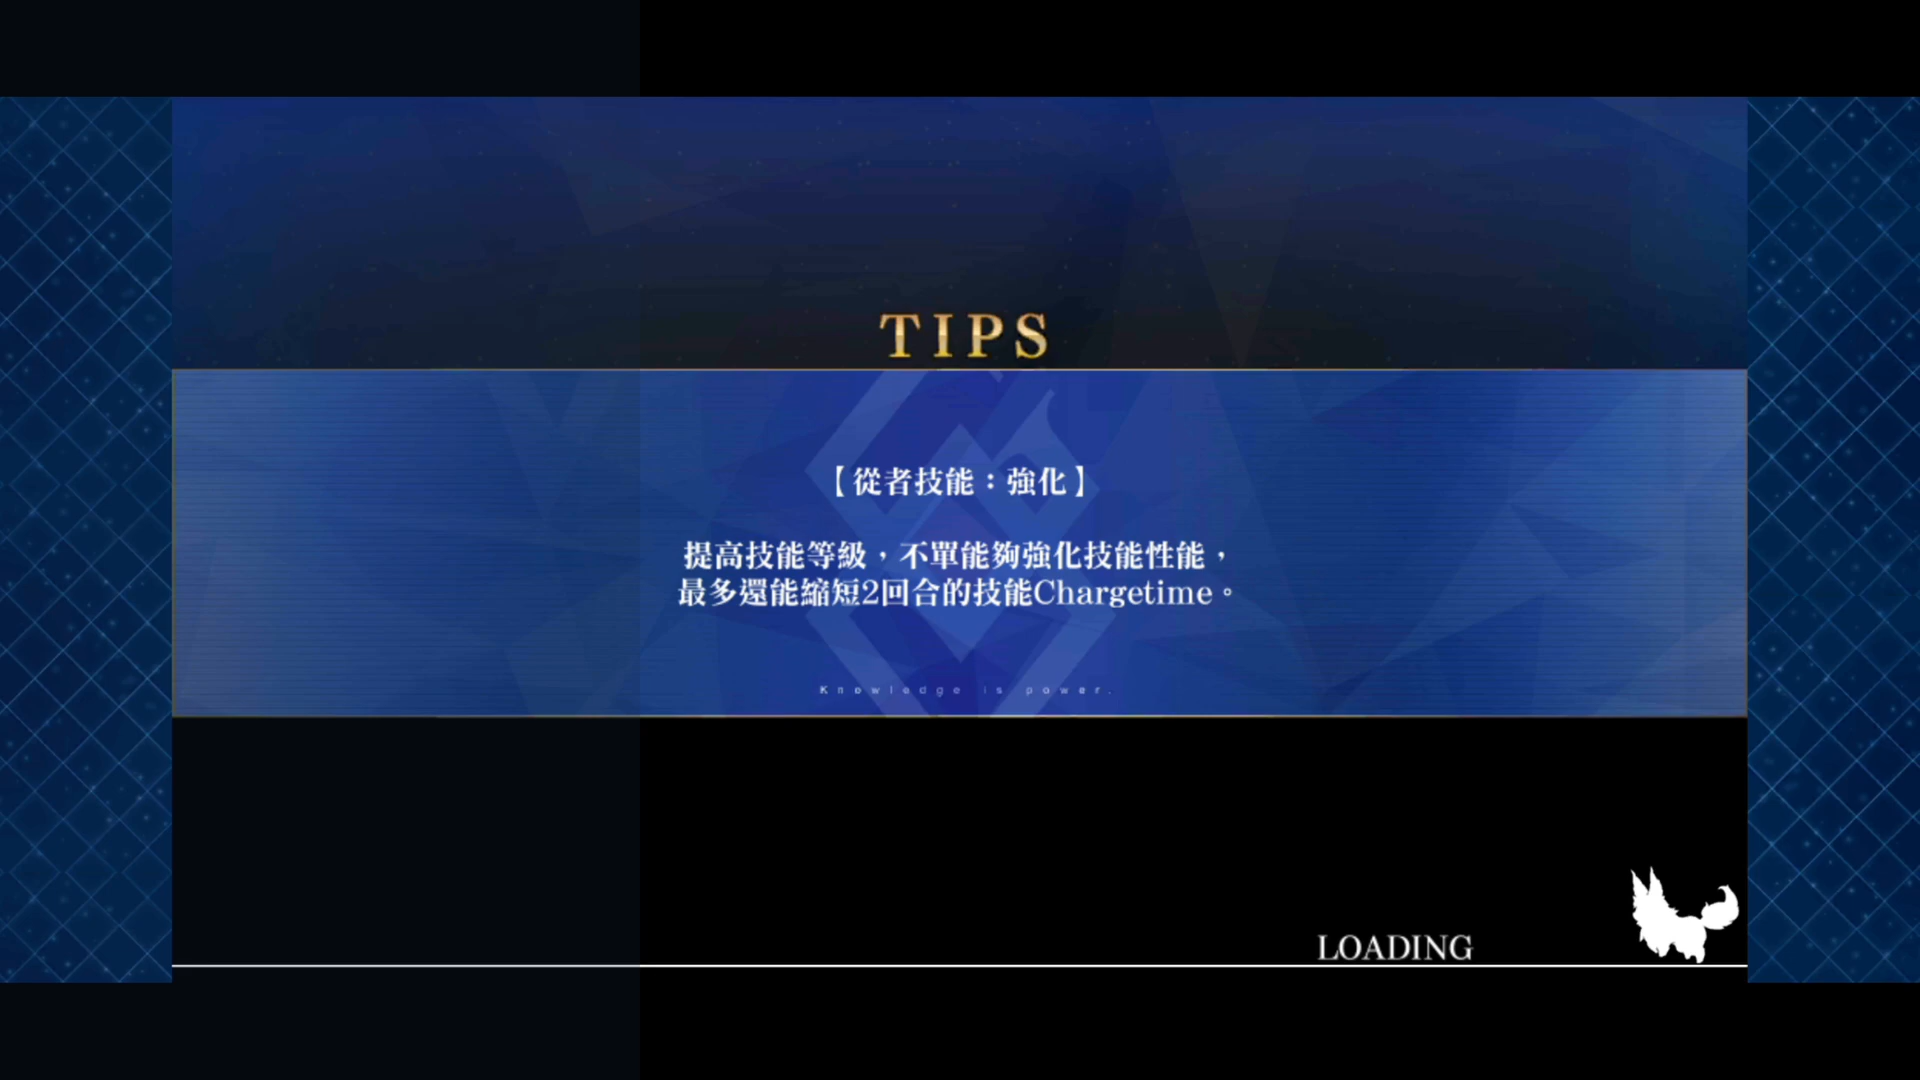 TIPS
【從者技能：強化】
提高技能等級，不單能夠強化技能性能，
最多還能縮短2回合的技能Chargetime。
Knowledge is power.
LOADING